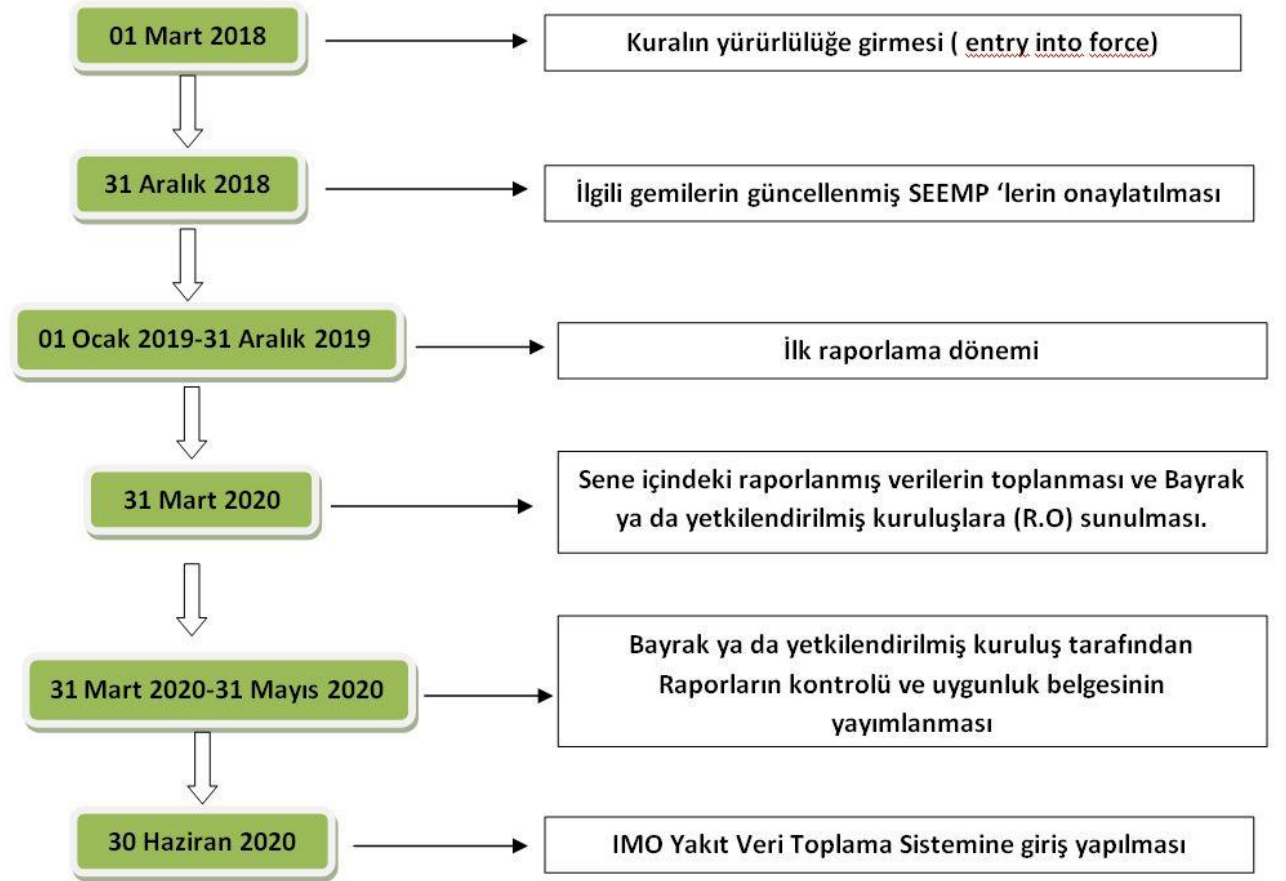 01 Mart 2018
Kuralın yürürlülüğe girmesi ( entry into force)
31 Aralık 2018
İlgili gemilerin güncellenmiş SEEMP ‘lerin onaylatılması
01 Ocak 2019-31 Aralık 2019
İlk raporlama dönemi
31 Mart 2020
Sene içindeki raporlanmış verilerin toplanması ve Bayrak
ya da yetkilendirilmiş kuruluşlara (R.O) sunulması.
31 Mart 2020-31 Mayıs 2020
Bayrak ya da yetkilendirilmiş kuruluş tarafından
Raporların kontrolü ve uygunluk belgesinin
yayımlanması
30 Haziran 2020
IMO Yakıt Veri Toplama Sistemine giriş yapılması